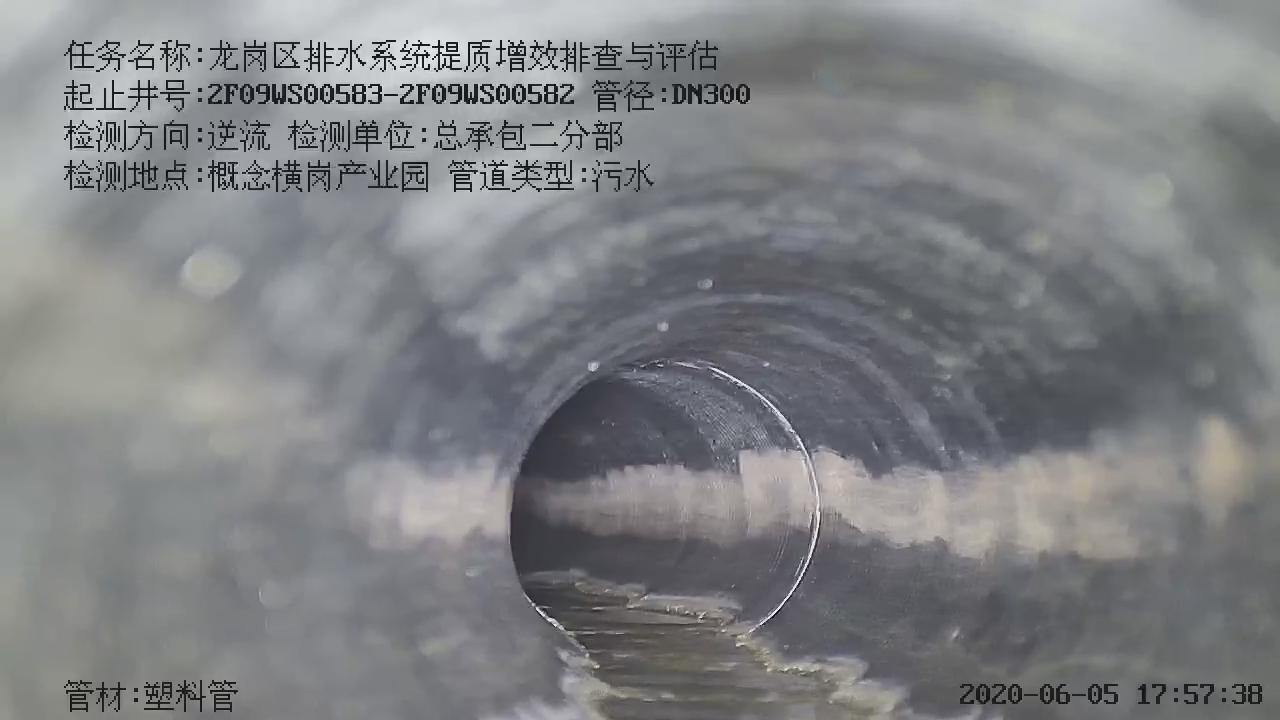 任务名称:龙岗区排水系统提质增效排查与评估
起止井号:2F09WS00583-2F09WS00582 管径:DN300
检测方向:逆流 检测单位:总承包二分部
检测地点:概念横岗产业园 管道类型:污水
管材:塑料管
2020-06-05 17:57:38